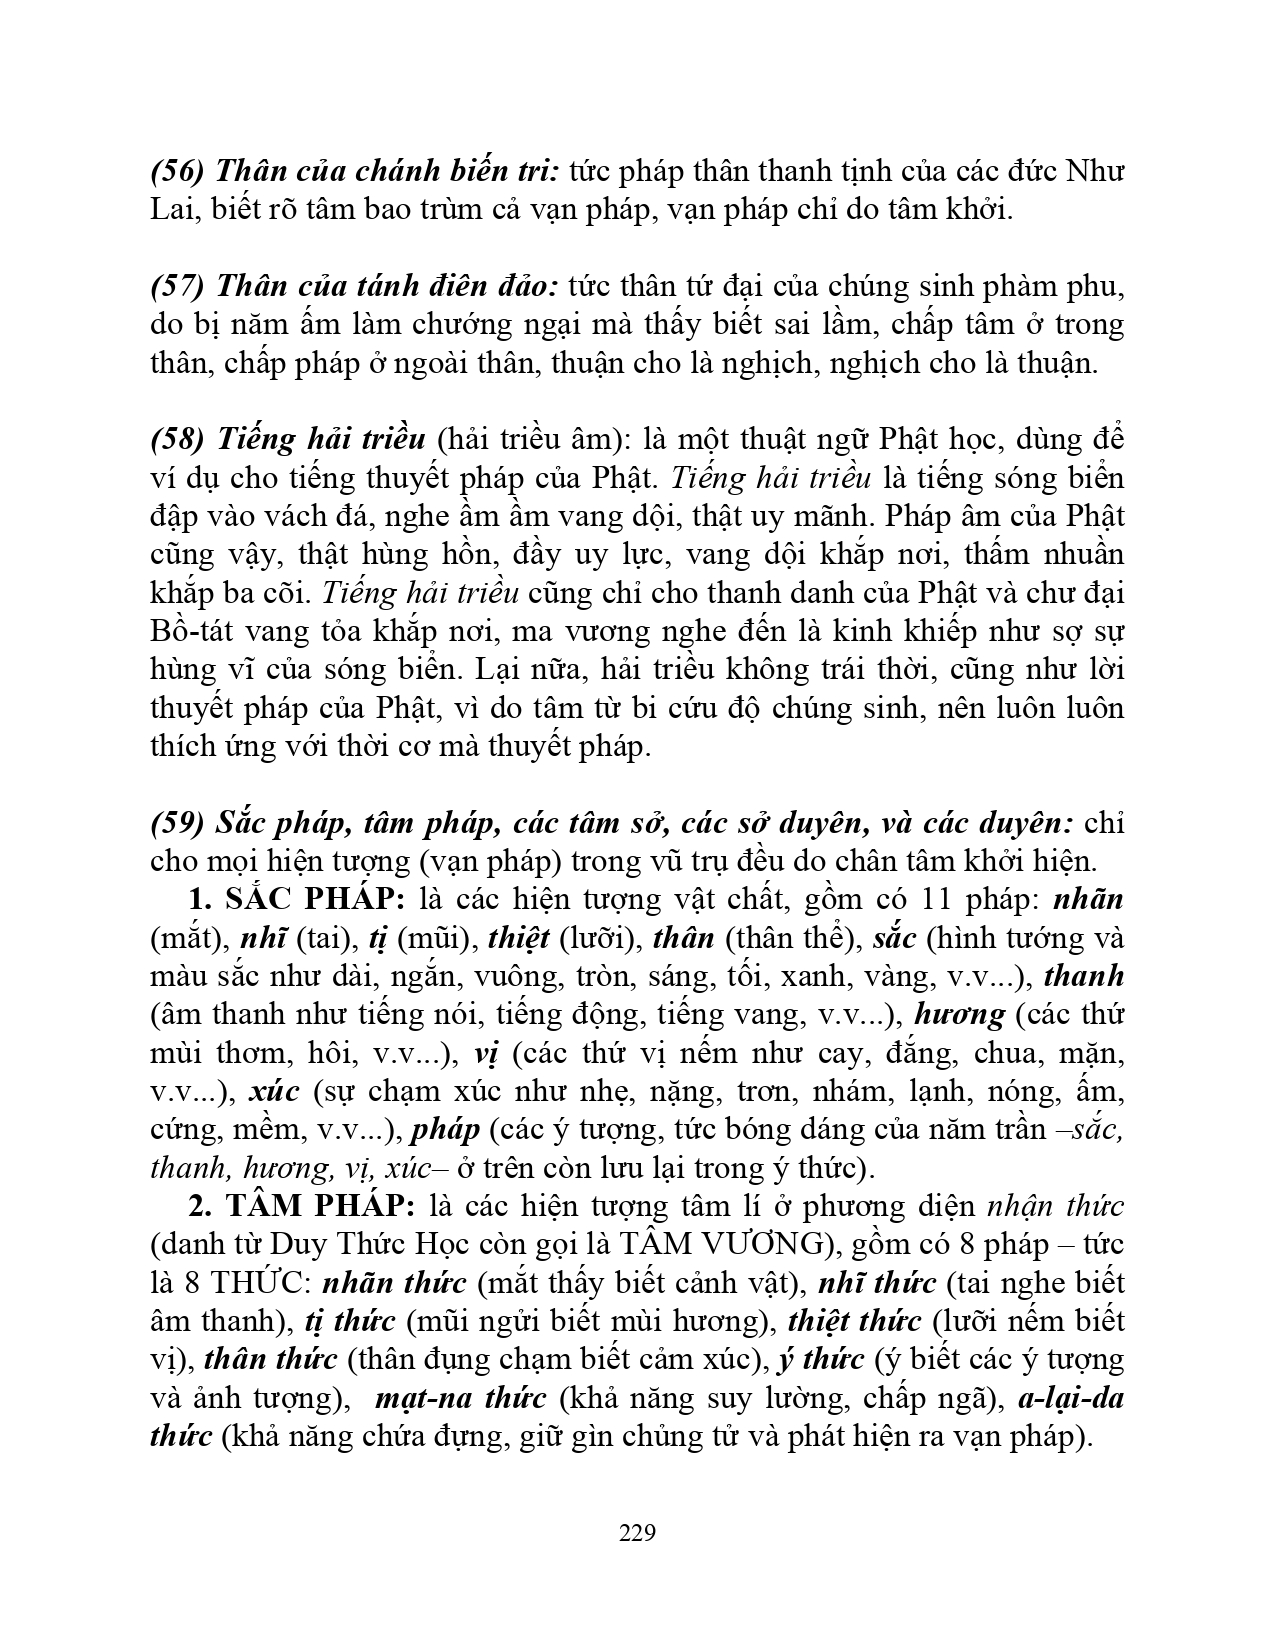 (56) Thân của chánh biến tri: tức pháp thân thanh tịnh của các đức Như
Lai, biết rõ tâm bao trùm cả vạn pháp, vạn pháp chỉ do tâm khởi.
(57) Thân của tánh điên đảo: tức thân tứ đại của chúng sinh phàm phu,
do bị năm ấm làm chướng ngại mà thấy biết sai lầm, chấp tâm ở trong
thân, chấp pháp ở ngoài thân, thuận cho là nghịch, nghịch cho là thuận.
(58) Tiếng hải triều (hải triều âm): là một thuật ngữ Phật học, dùng để
ví dụ cho tiếng thuyết pháp của Phật. Tiếng hải triều là tiếng sóng biển
đập vào vách đá, nghe ầm ầm vang dội, thật uy mãnh. Pháp âm của Phật
cũng vậy, thật hùng hồn, đầy uy lực, vang dội khắp nơi, thấm nhuần
khắp ba cõi. Tiếng hải triều cũng chỉ cho thanh danh của Phật và chư đại
Bồ-tát vang tỏa khắp nơi, ma vương nghe đến là kinh khiếp như sợ sự
hùng vĩ của sóng biển. Lại nữa, hải triều không trái thời, cũng như lời
thuyết pháp của Phật, vì do tâm từ bi cứu độ chúng sinh, nên luôn luôn
thích ứng với thời cơ mà thuyết pháp.
(59) Sắc pháp, tâm pháp, các tâm sở, các sở duyên, và các duyên: chỉ
cho mọi hiện tượng (vạn pháp) trong vũ trụ đều do chân tâm khởi hiện.
1. SẮC PHÁP: là các hiện tượng vật chất, gồm có 11 pháp: nhãn
(mắt), nhĩ (tai), tị (mũi), thiệt (lưỡi), thân (thân thể), sắc (hình tướng và
màu sắc như dài, ngắn, vuông, tròn, sáng, tối, xanh, vàng, v.v...), thanh
(âm thanh như tiếng nói, tiếng động, tiếng vang, v.v...), hương (các thứ
mùi thơm, hôi, v.v...), vị (các thứ vị nếm như cay, đắng, chua, mặn,
v.v...), xúc (sự chạm xúc như nhẹ, nặng, trơn, nhám, lạnh, nóng, ấm,
cứng, mềm, v.v...), pháp (các ý tượng, tức bóng dáng của năm trần –sắc,
thanh, hương, vị, xúc– ở trên còn lưu lại trong ý thức).
2. TÂM PHÁP: là các hiện tượng tâm lí ở phương diện nhận thức
(danh từ Duy Thức Học còn gọi là TÂM VƯƠNG), gồm có 8 pháp – tức
là 8 THỨC: nhãn thức (mắt thấy biết cảnh vật), nhĩ thức (tai nghe biết
âm thanh), tị thức (mũi ngửi biết mùi hương), thiệt thức (lưỡi nếm biết
vị), thân thức (thân đụng chạm biết cảm xúc), ý thức (ý biết các ý tượng
và ảnh tượng), mạt-na thức (khả năng suy lường, chấp ngã), a-lại-da
thức (khả năng chứa đựng, giữ gìn chủng tử và phát hiện ra vạn pháp).
229